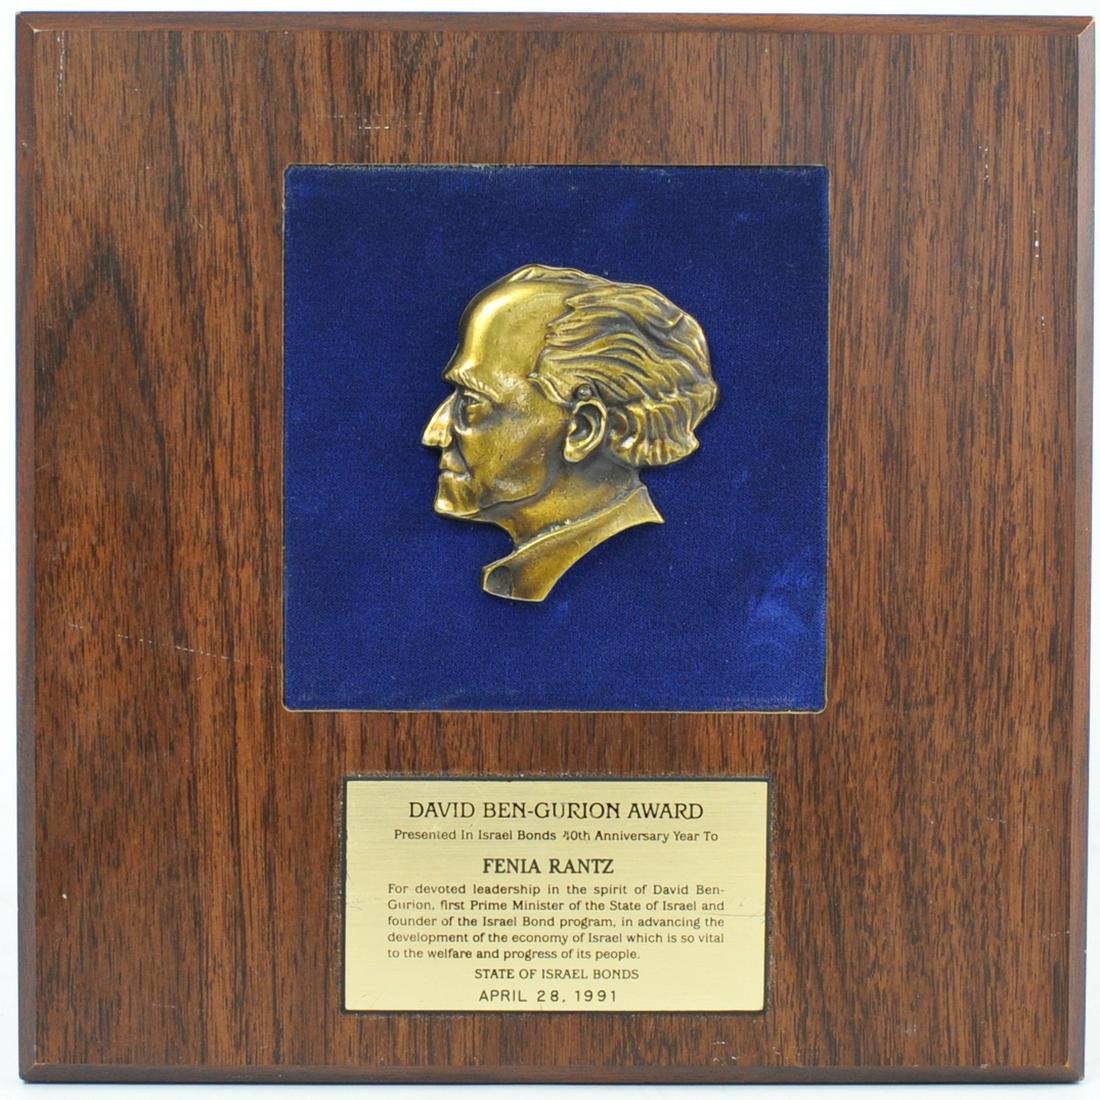 DAVID BEN-GURION AWARD
Presented In Israel Bonds 40th Anniversary Year To
FENIA RANTZ
For devoted leadership in the spirit of David Ben-
Gurion, first Prime Minister of the State of Israel and
founder of the Israel Bond program, in advancing the
development of the economy of Israel which is so vital
to the welfare and progress of its people.
STATE OF ISRAEL BONDS
APRIL 28, 1991